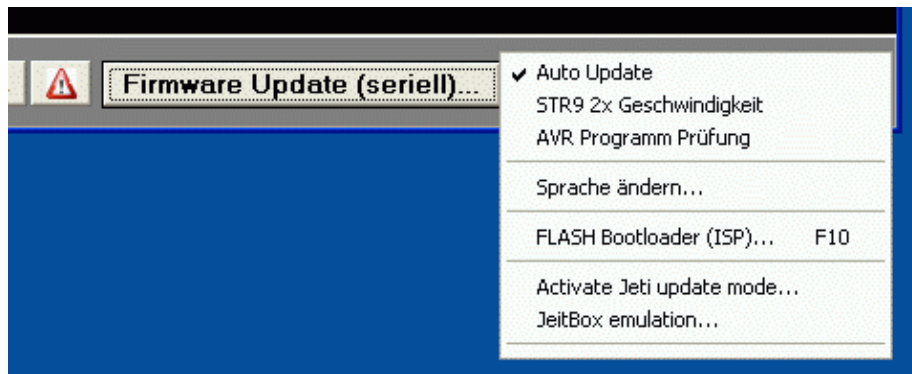 Firmware Update (seriell)...
Auto Update
STR9 2x Geschwindigkeit
AVR Programm Prüfung
Sprache ändern...
FLASH Bootloader (ISP)... F10
Activate Jeti update mode...
JeitBox emulation...